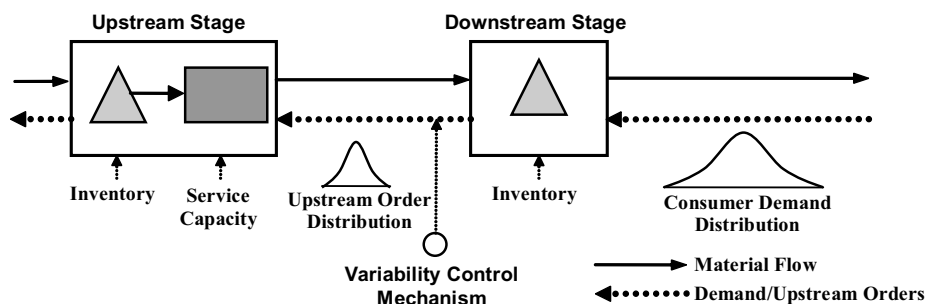 Upstream Stage
Downstream Stage
Inventory
Service
Capacity
Upstream Order
Distribution
Inventory
Consumer Demand
Distribution
Variability Control
Mechanism
Material Flow
Demand/Upstream Orders